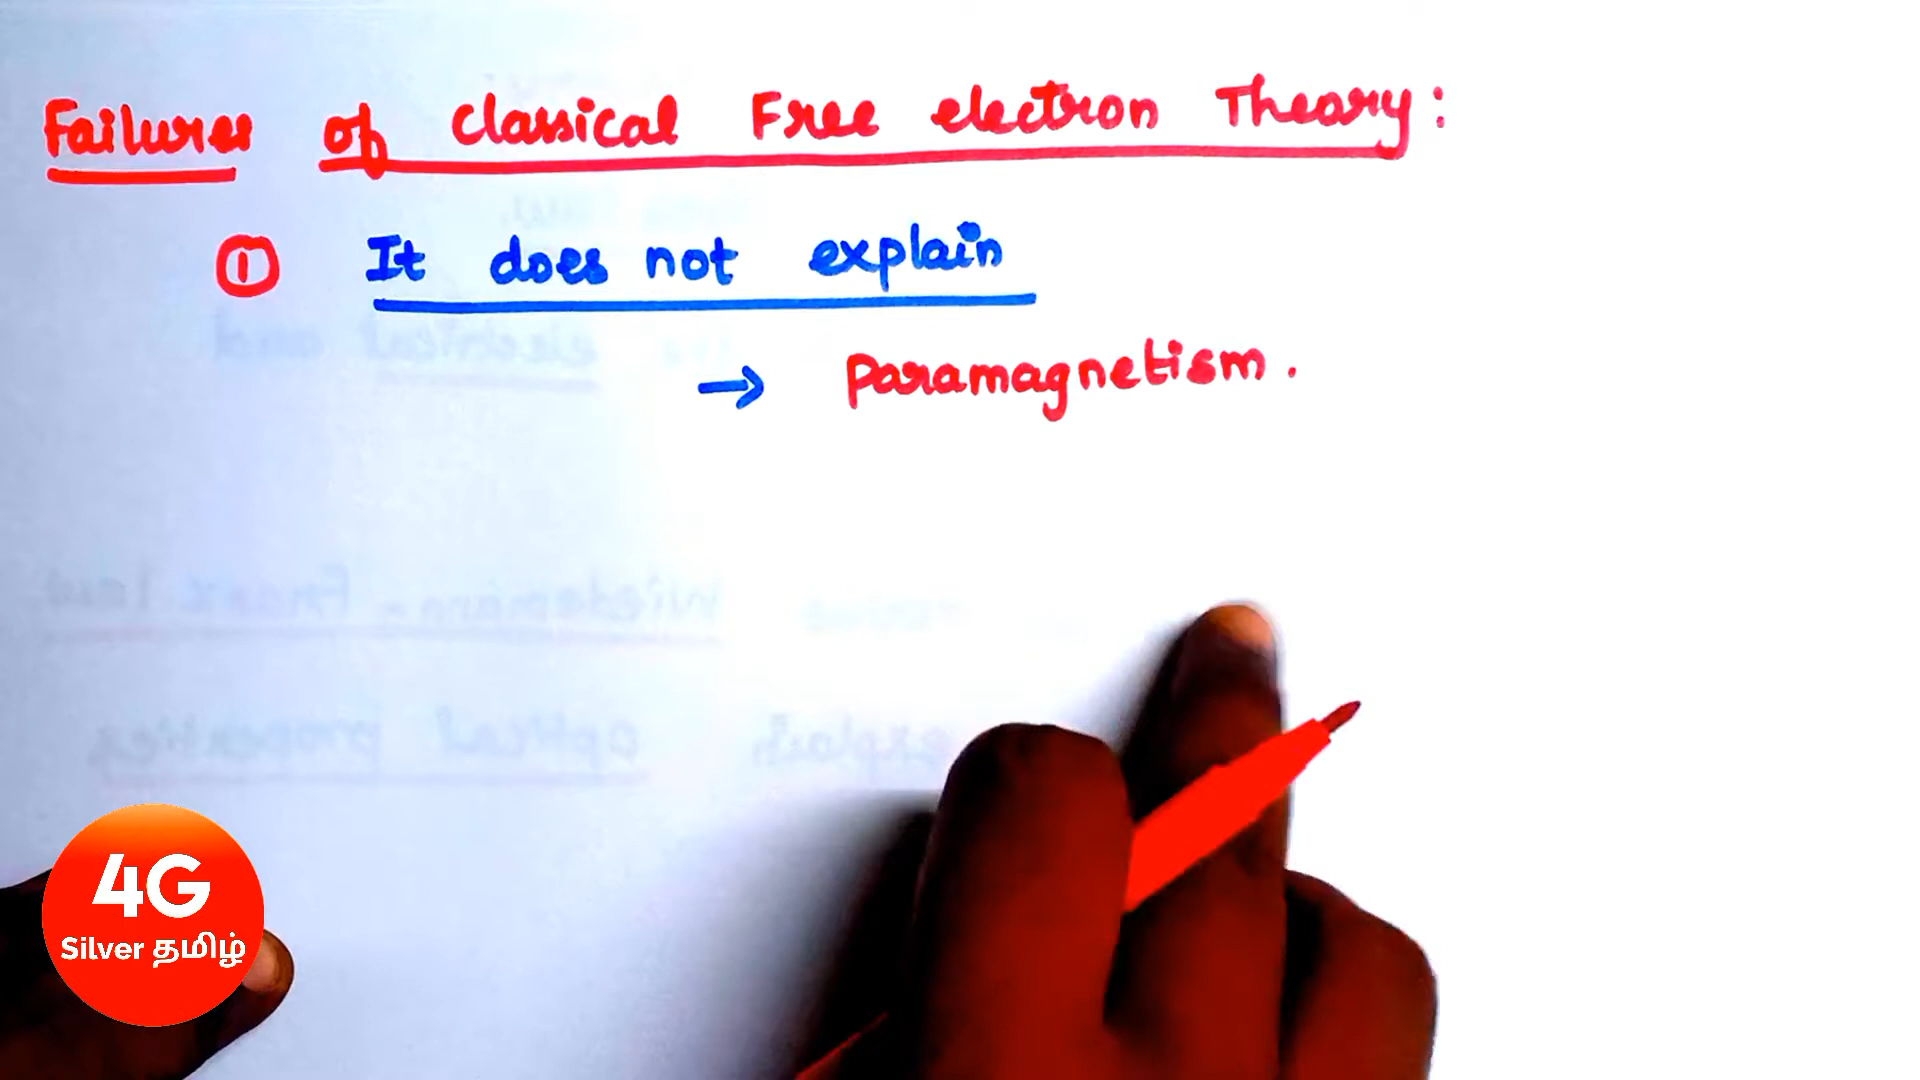 Failures of classical Free electron Theory:
① It does not explain
→ Paramagnetism.
4G
Silver தமிழ்